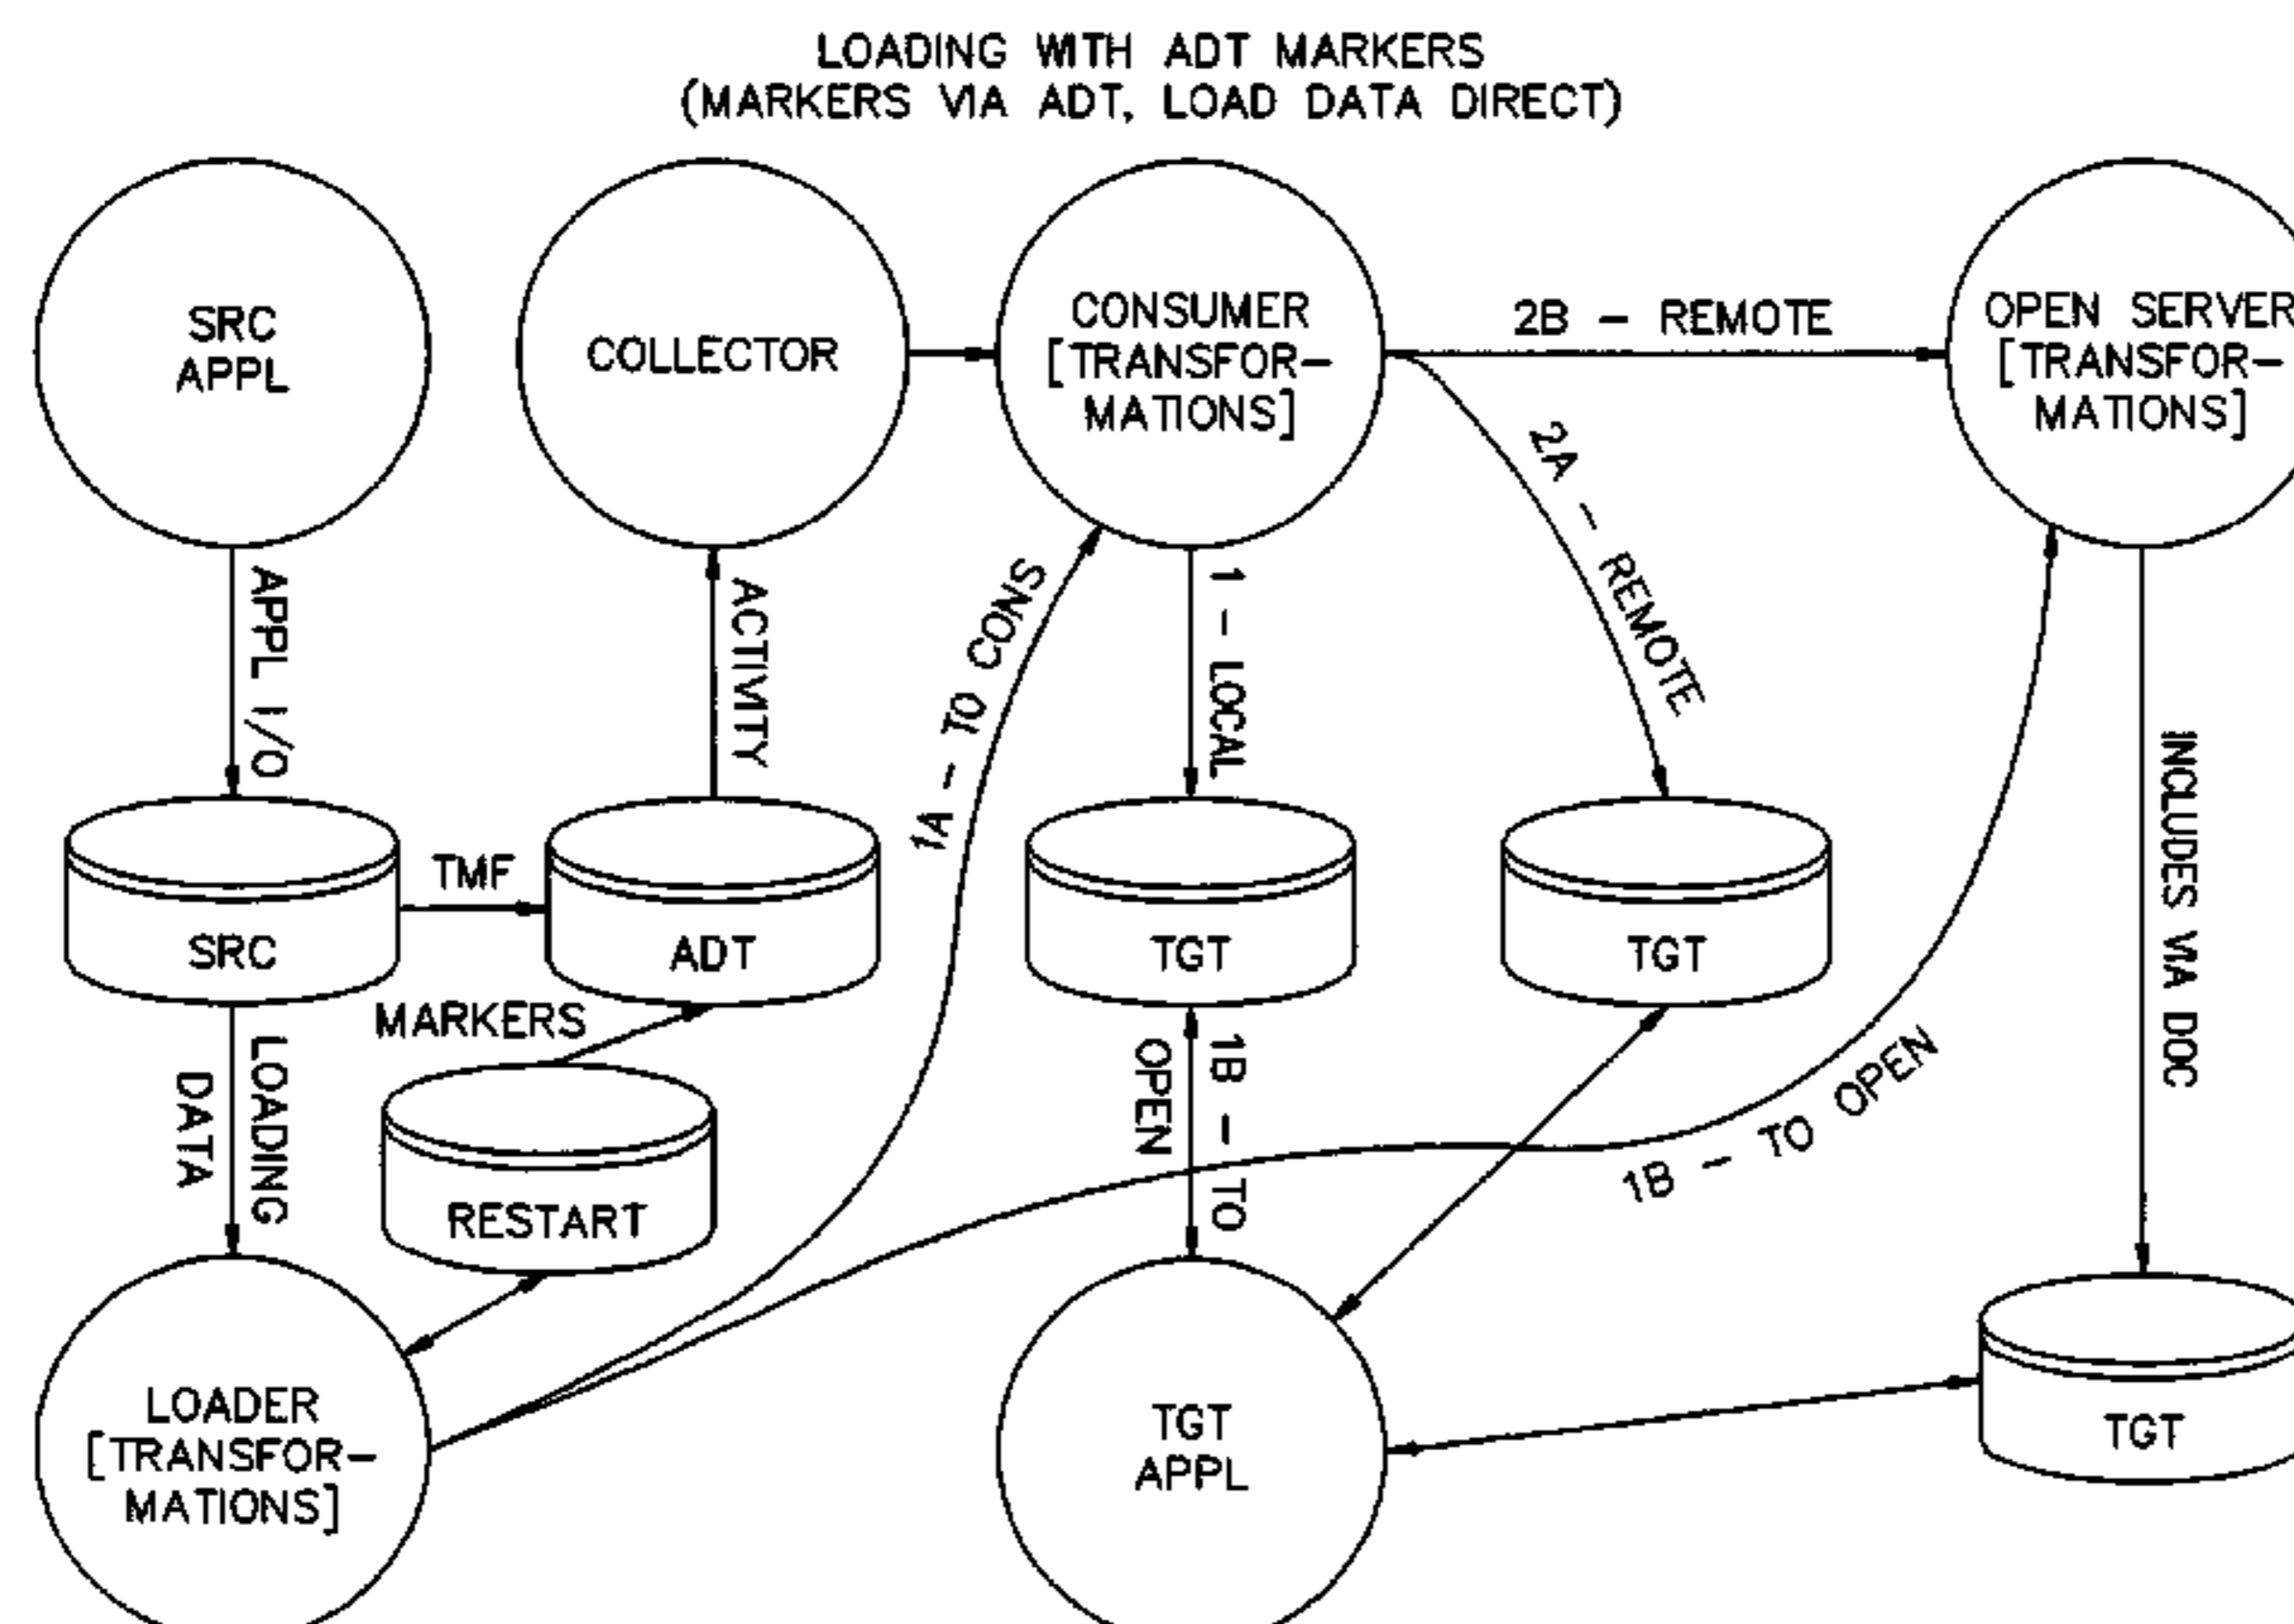 LOADING WITH ADT MARKERS
(MARKERS VIA ADT, LOAD DATA DIRECT)
SRC
APPL
COLLECTOR
CONSUMER
[TRANSFOR-
MATIONS]
2B - REMOTE
OPEN SERVER
[TRANSFOR-
MATIONS]
2A - REMOTE
APPL I/O
ACTIVITY
1A - TO CONS
1 - LOCAL
INCLUDES VIA DOC
TMF
SRC
ADT
TGT
TGT
MARKERS
LOADING
DATA
RESTART
1B - TO
OPEN
1B - TO OPEN
LOADER
[TRANSFOR-
MATIONS]
TGT
APPL
TGT